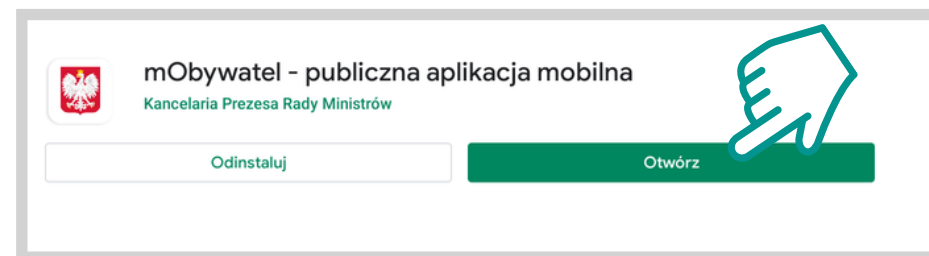 mObywatel - publiczna aplikacja mobilna
Kancelaria Prezesa Rady Ministrów
Odinstaluj
Otwórz